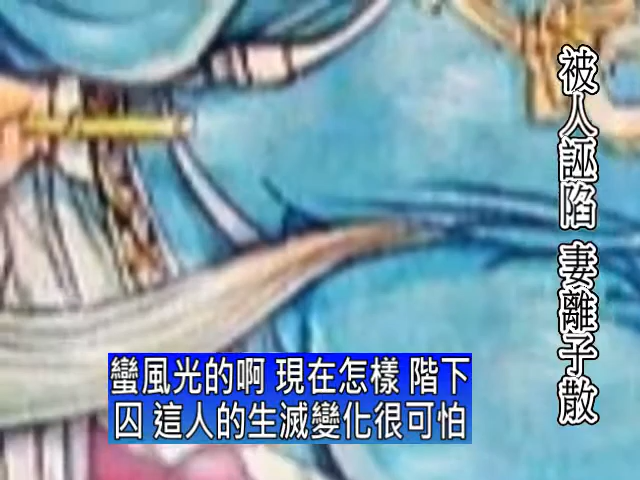 被人誣陷 妻離子散
蠻風光的啊 現在怎樣 階下
囚 這人的生滅變化很可怕